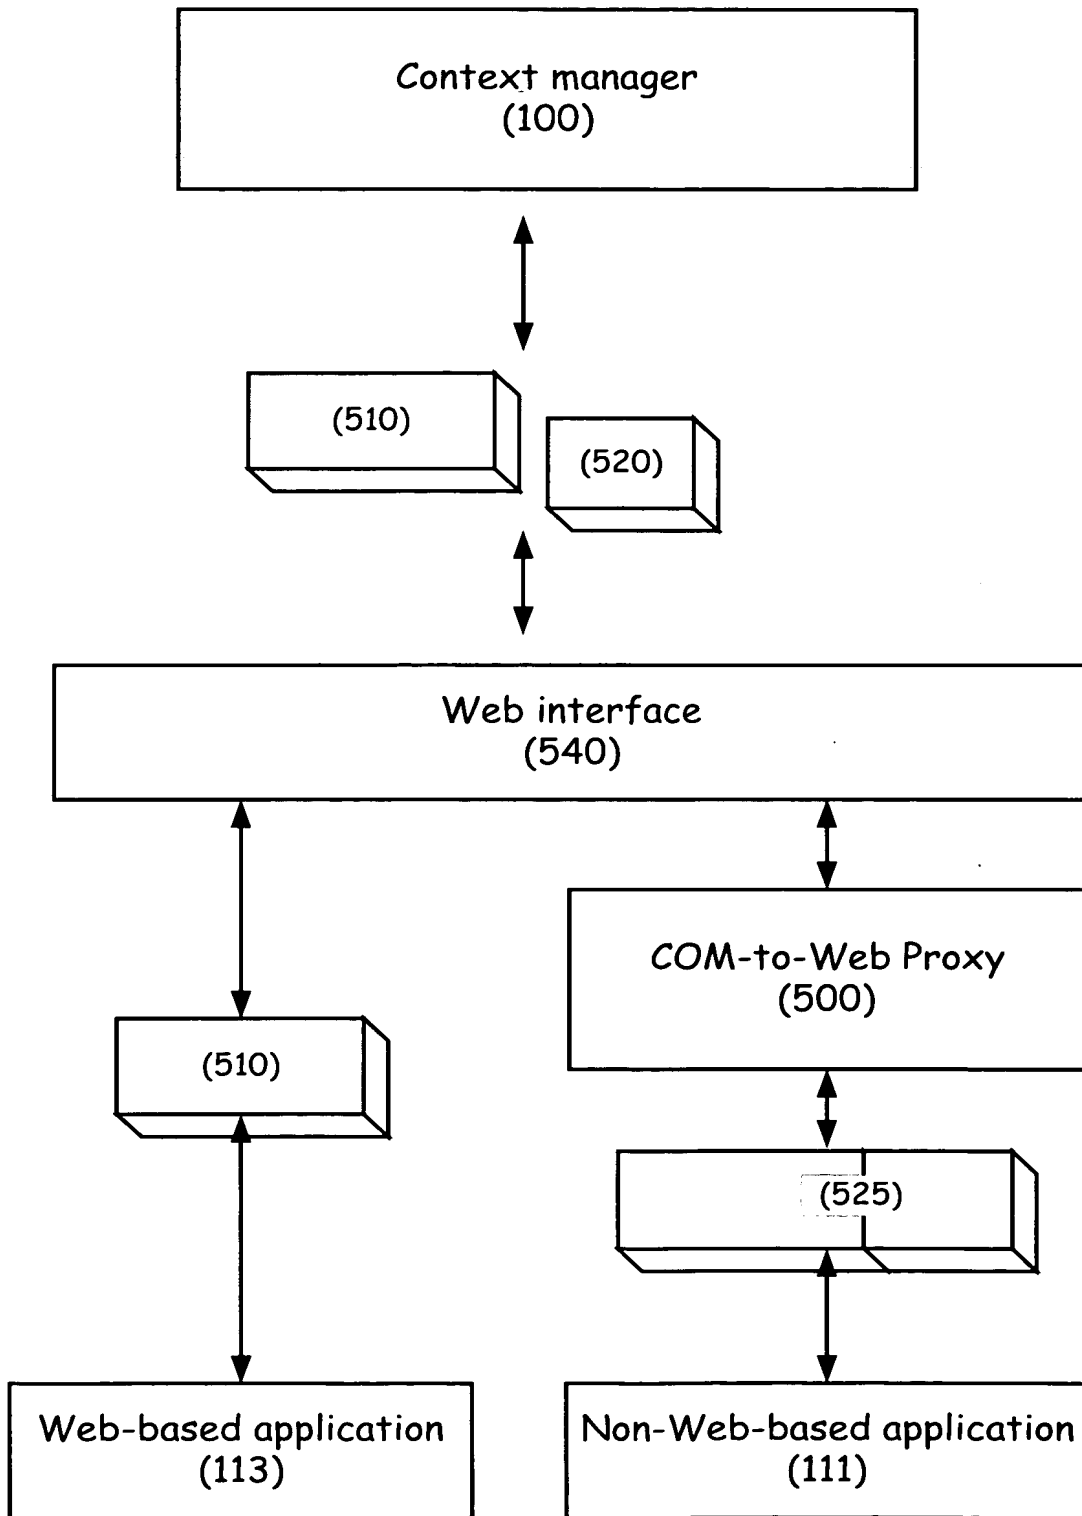 Context manager
(100)
(510)
(520)
Web interface
(540)
COM-to-Web Proxy
(500)
(510)
(525)
Web-based application
(113)
Non-Web-based application
(111)